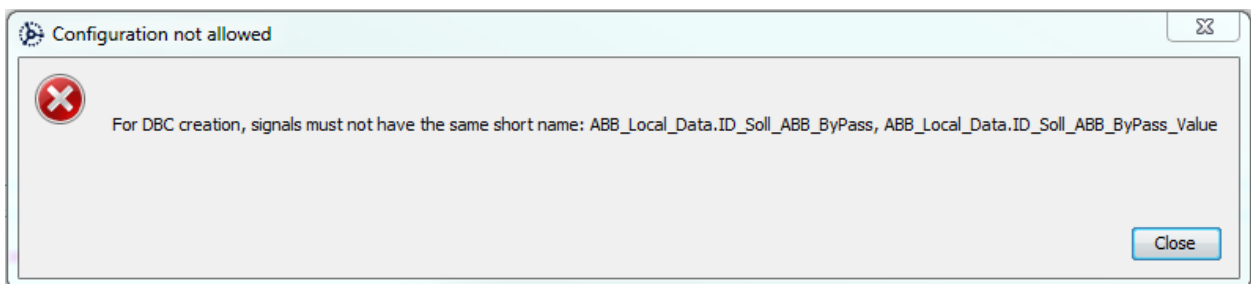 Configuration not allowed
For DBC creation, signals must not have the same short name: ABB_Local_Data.ID_Soll_ABB_ByPass, ABB_Local_Data.ID_Soll_ABB_ByPass_Value
Close